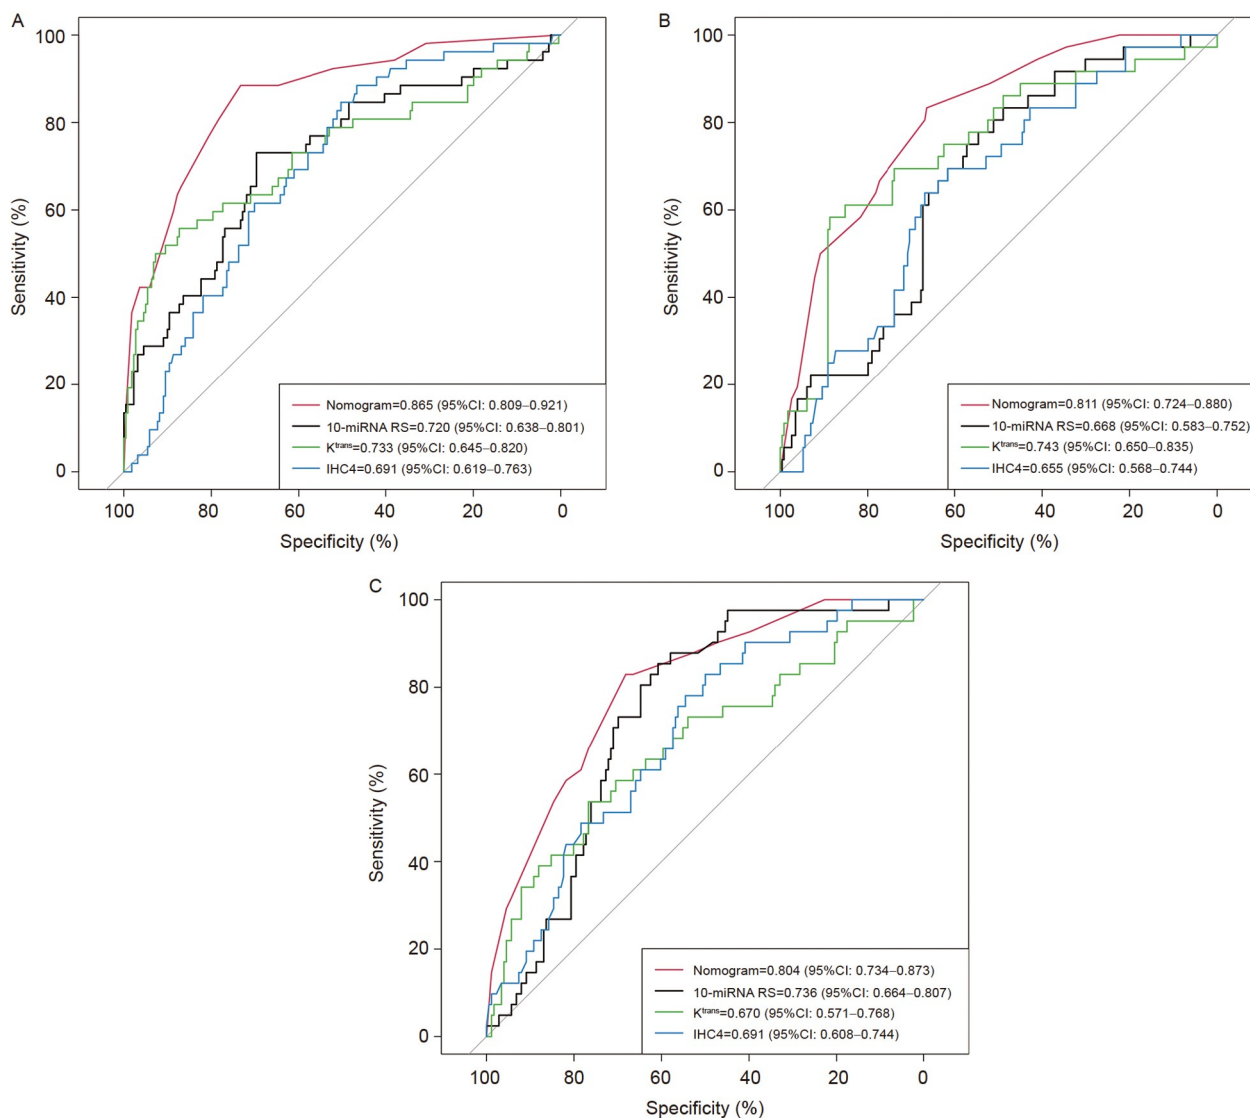 A
100
80
60
40
20
0
Sensitivity (%)
100 80 60 40 20 0
Specificity (%)
Nomogram=0.865 (95%CI: 0.809–0.921)
10-miRNA RS=0.720 (95%CI: 0.638–0.801)
Ktrans=0.733 (95%CI: 0.645–0.820)
IHC4=0.691 (95%CI: 0.619–0.763)
B
100
80
60
40
20
0
Sensitivity (%)
100 80 60 40 20 0
Specificity (%)
Nomogram=0.811 (95%CI: 0.724–0.880)
10-miRNA RS=0.668 (95%CI: 0.583–0.752)
Ktrans=0.743 (95%CI: 0.650–0.835)
IHC4=0.655 (95%CI: 0.568–0.744)
C
100
80
60
40
20
0
Sensitivity (%)
100 80 60 40 20 0
Specificity (%)
Nomogram=0.804 (95%CI: 0.734–0.873)
10-miRNA RS=0.736 (95%CI: 0.664–0.807)
Ktrans=0.670 (95%CI: 0.571–0.768)
IHC4=0.691 (95%CI: 0.608–0.744)